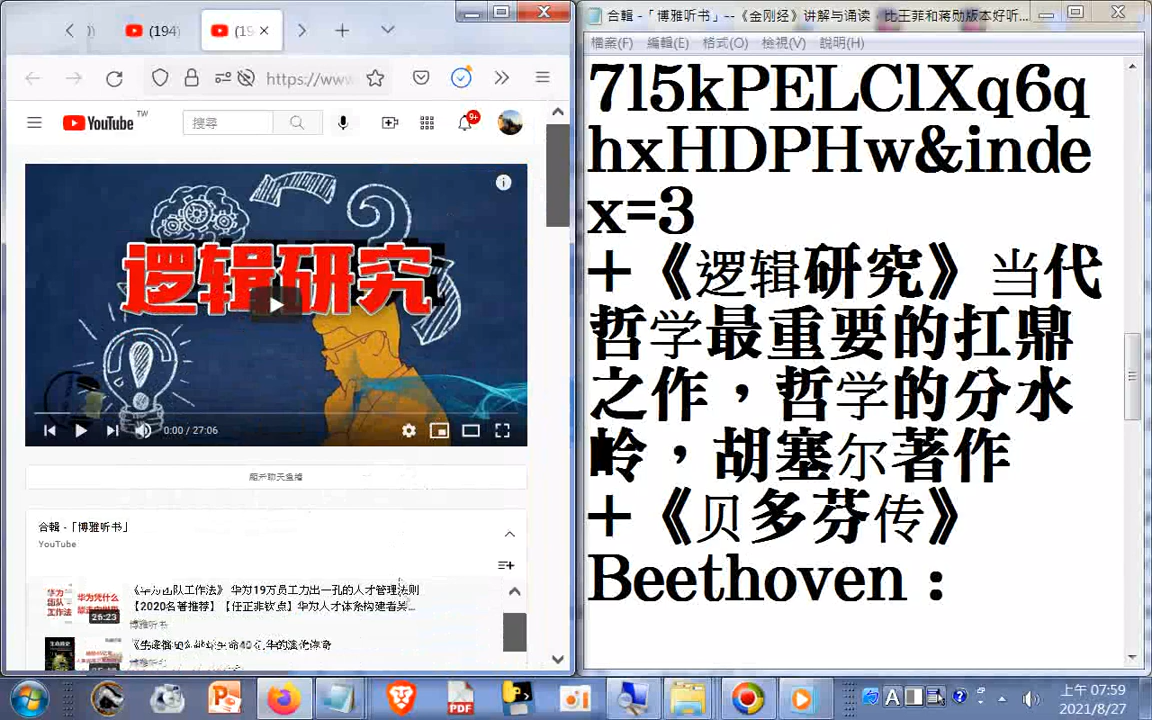 (194)
(19
https://www
YouTube TW
搜尋
9+
逻辑研究
0:00 / 27:06
合輯 -「博雅听书」
YouTube
华为19万员工力出一孔的人才管理法则
26:23
【2020名著推荐】【任正非钦点】华为人才体系构建者吴...
博雅听书
合輯 -「博雅听书」--《金刚经》讲解与诵读 - 比王菲和蒋勋版本好听...
檔案(F) 編輯(E) 格式(O) 檢視(V) 說明(H)
7l5kPELClXq6q
hxHDPHw&inde
x=3
＋《逻辑研究》当代
哲学最重要的扛鼎
之作，哲学的分水
岭，胡塞尔著作
＋《贝多芬传》
Beethoven：
上午 07:59
2021/8/27